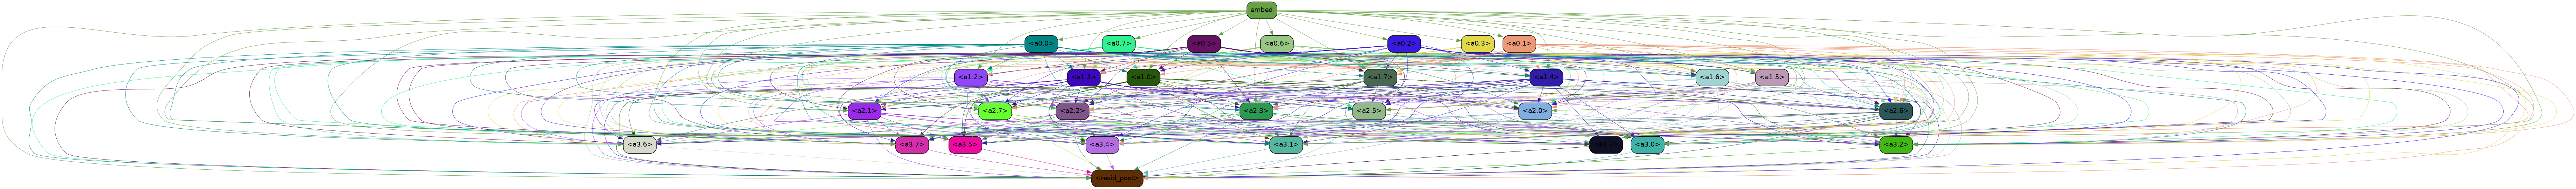 embed
<a0.0> <a0.7> <a0.5> <a0.6> <a0.2> <a0.3> <a0.1>
<a1.2> <a1.3> <a1.0> <a1.7> <a1.4> <a1.6> <a1.5>
<a2.1> <a2.7> <a2.2> <a2.3> <a2.5> <a2.0> <a2.6>
<a3.6> <a3.7> <a3.5> <a3.4> <a3.1> <a3.0> <a3.2>
<resid_post>